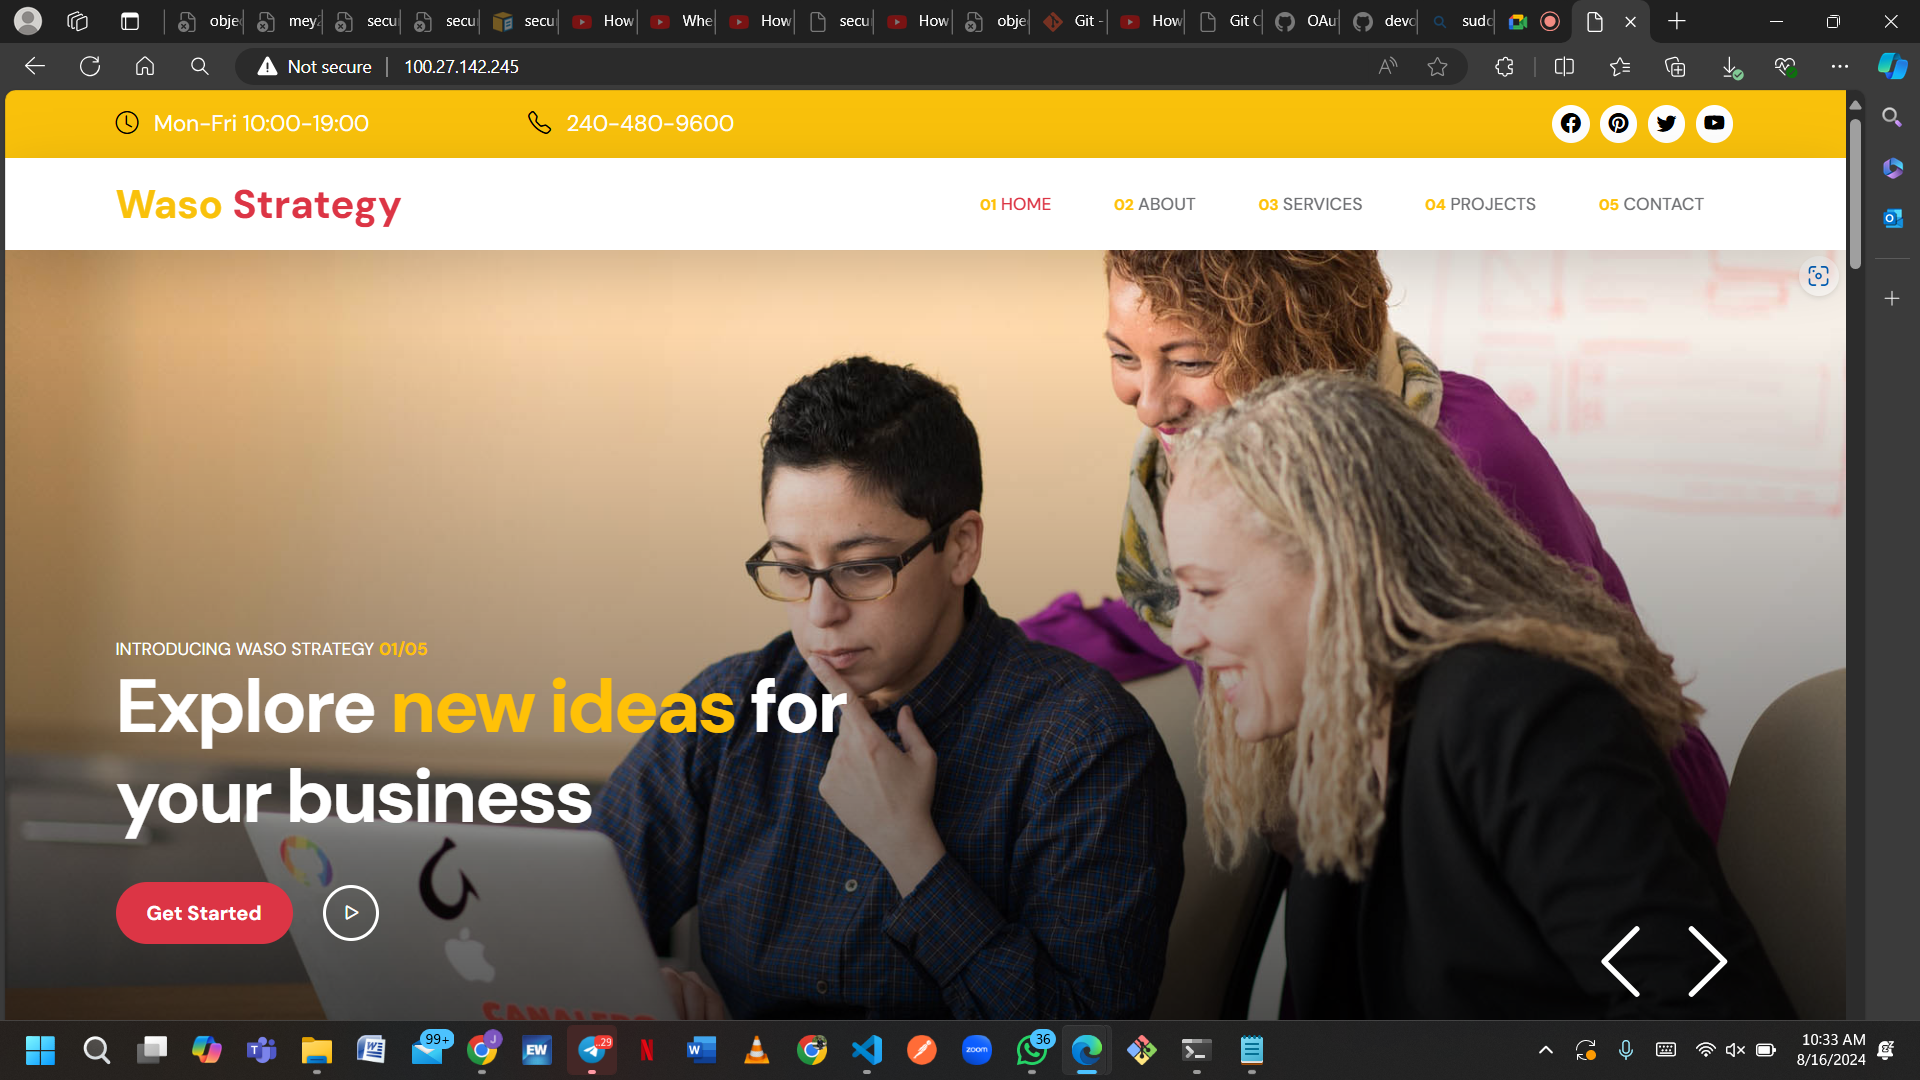 obje
mey2
secu
secu
secu
How
Whe
How
secu
How
obje
Git -
How
Git C
OAu
devo
sudo
Not secure
100.27.142.245
Mon-Fri 10:00-19:00
240-480-9600
Waso Strategy
01 HOME
02 ABOUT
03 SERVICES
04 PROJECTS
05 CONTACT
INTRODUCING WASO STRATEGY 01/05
Explore new ideas for
your business
Get Started
99+
J
EW
29
N
zoom
36
10:33 AM
8/16/2024